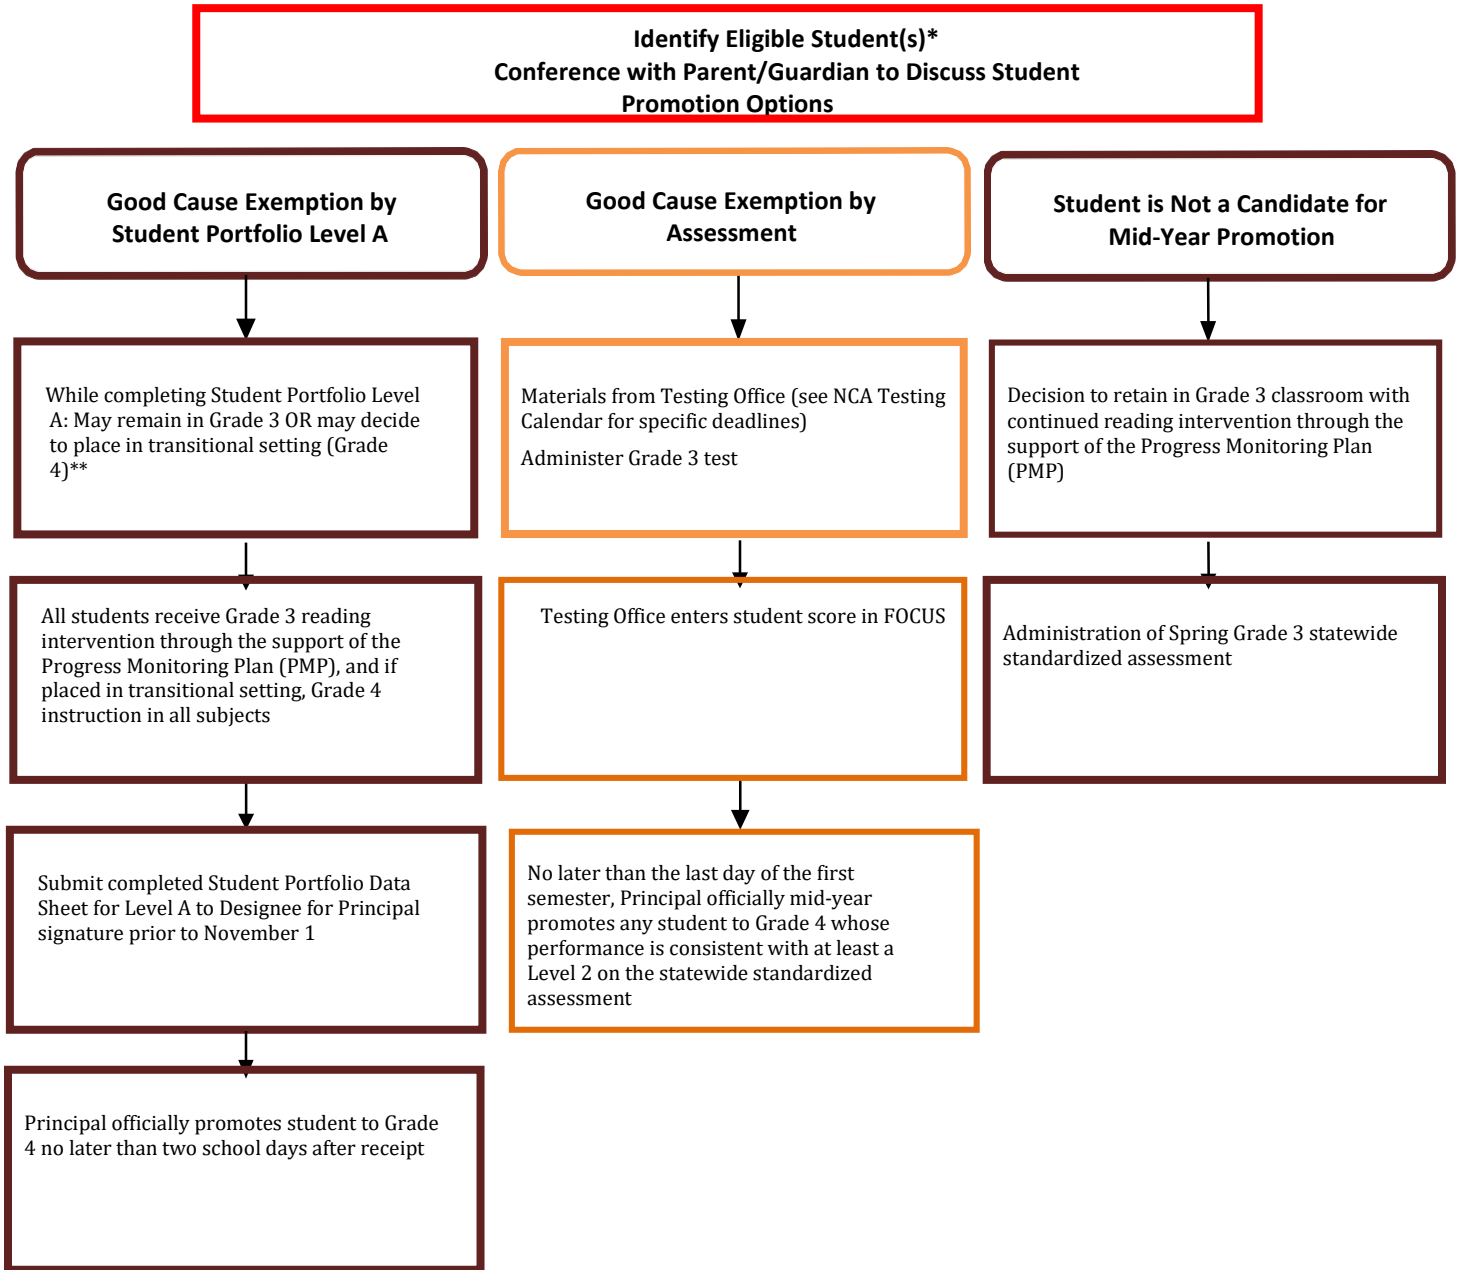 Identify Eligible Student(s)*
Conference with Parent/Guardian to Discuss Student
Promotion Options
Good Cause Exemption by
Student Portfolio Level A
While completing Student Portfolio Level
A: May remain in Grade 3 OR may decide
to place in transitional setting (Grade
4)**
All students receive Grade 3 reading
intervention through the support of the
Progress Monitoring Plan (PMP), and if
placed in transitional setting, Grade 4
instruction in all subjects
Submit completed Student Portfolio Data
Sheet for Level A to Designee for Principal
signature prior to November 1
Principal officially promotes student to Grade
4 no later than two school days after receipt
Good Cause Exemption by
Assessment
Materials from Testing Office (see NCA Testing
Calendar for specific deadlines)
Administer Grade 3 test
Testing Office enters student score in FOCUS
No later than the last day of the first
semester, Principal officially mid-year
promotes any student to Grade 4 whose
performance is consistent with at least a
Level 2 on the statewide standardized
assessment
Student is Not a Candidate for
Mid-Year Promotion
Decision to retain in Grade 3 classroom with
continued reading intervention through the
support of the Progress Monitoring Plan
(PMP)
Administration of Spring Grade 3 statewide
standardized assessment